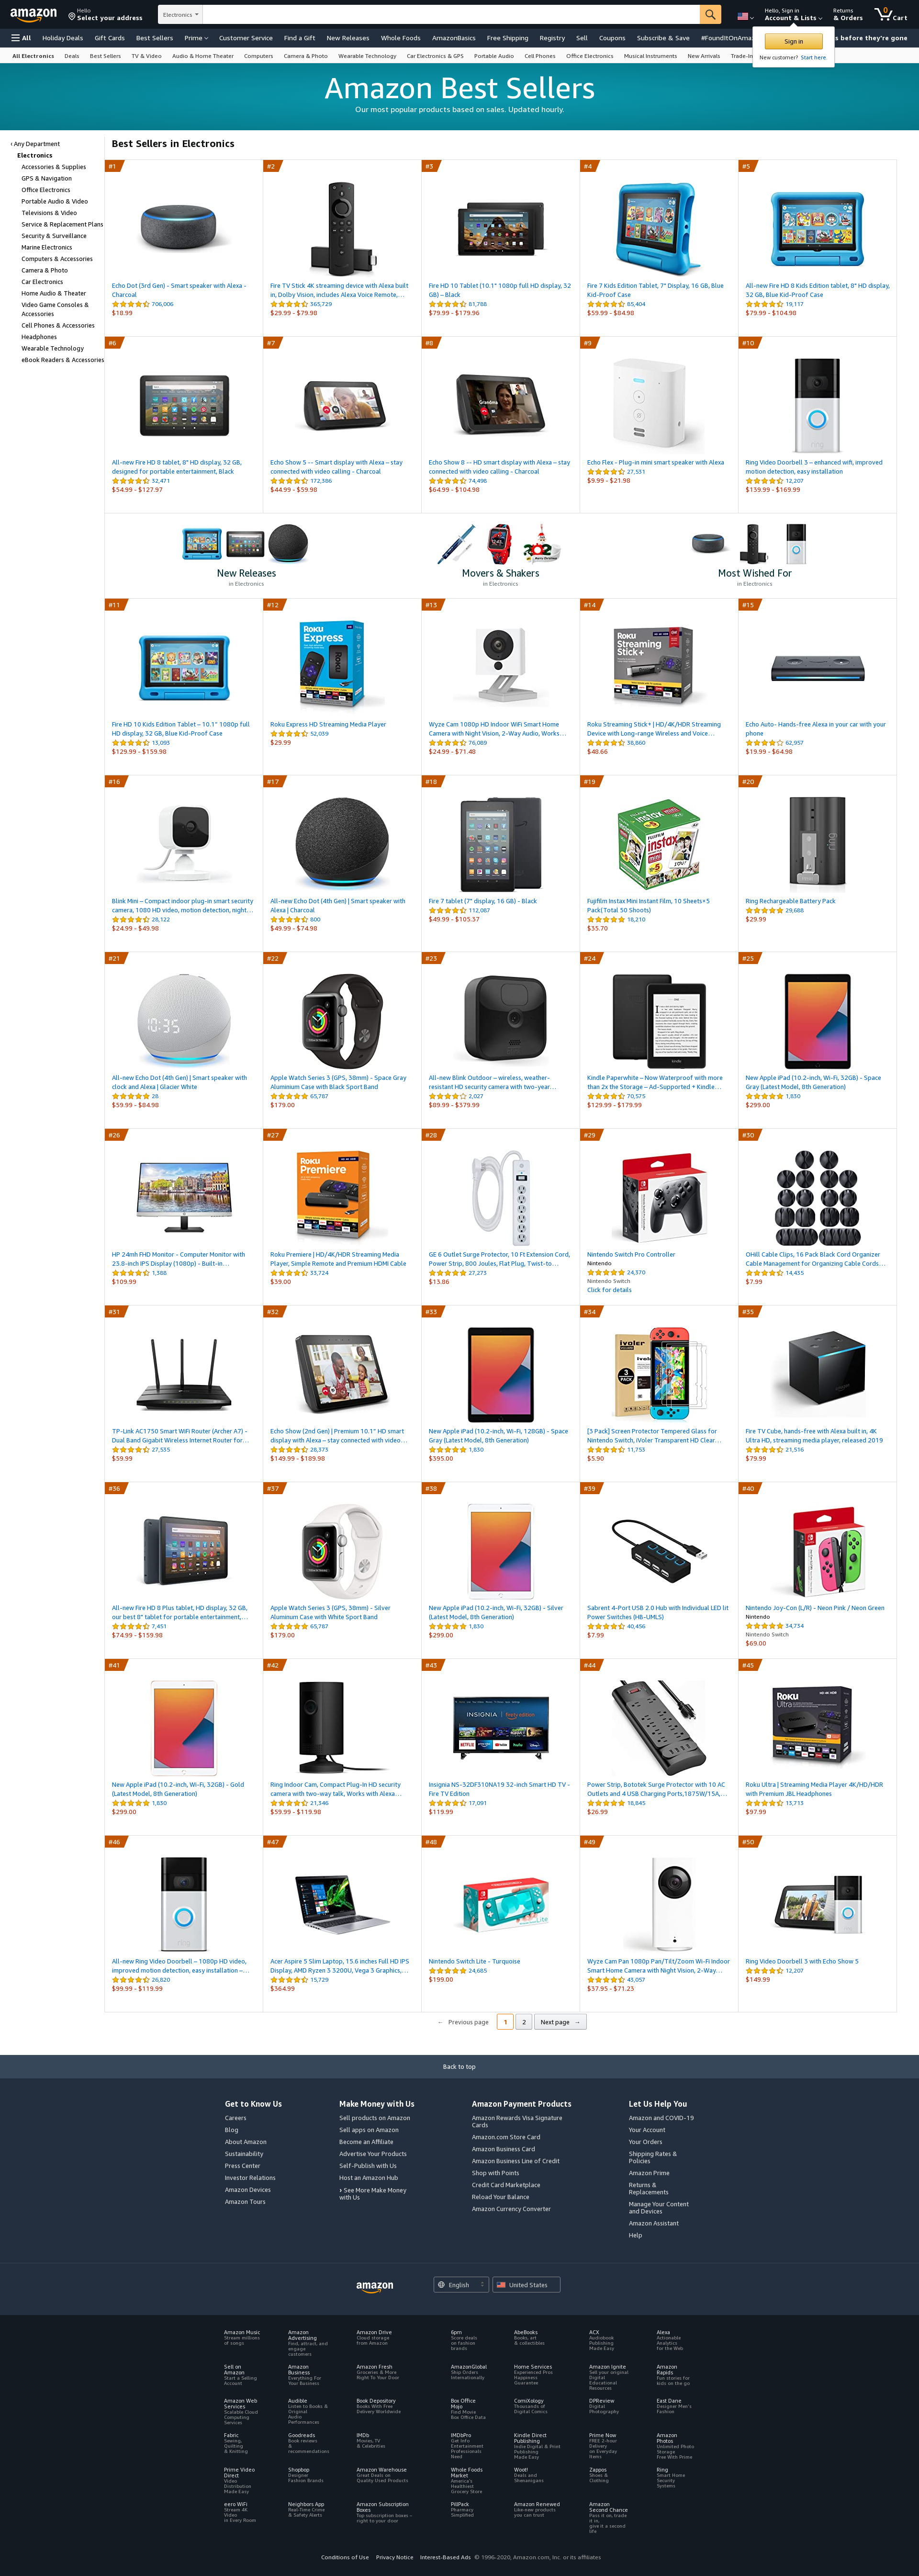 amazon
Hello
Select your address
Electronics
Hello, Sign in
Account & Lists
Returns
& Orders
0
Cart
All
Holiday Deals
Gift Cards
Best Sellers
Prime
Customer Service
Find a Gift
New Releases
Whole Foods
AmazonBasics
Free Shipping
Registry
Sell
Coupons
Subscribe & Save
#FoundItOnAmaz
s before they're gone
Sign in
New customer? Start here.
All Electronics
Deals
Best Sellers
TV & Video
Audio & Home Theater
Computers
Camera & Photo
Wearable Technology
Car Electronics & GPS
Portable Audio
Cell Phones
Office Electronics
Musical Instruments
New Arrivals
Trade-In
Amazon Best Sellers
Our most popular products based on sales. Updated hourly.
‹ Any Department
Electronics
Accessories & Supplies
GPS & Navigation
Office Electronics
Portable Audio & Video
Televisions & Video
Service & Replacement Plans
Security & Surveillance
Marine Electronics
Computers & Accessories
Camera & Photo
Car Electronics
Home Audio & Theater
Video Game Consoles &
Accessories
Cell Phones & Accessories
Headphones
Wearable Technology
eBook Readers & Accessories
Best Sellers in Electronics
#1
Echo Dot (3rd Gen) - Smart speaker with Alexa -
Charcoal
706,006
$18.99
#2
Fire TV Stick 4K streaming device with Alexa built
in, Dolby Vision, includes Alexa Voice Remote,…
365,729
$29.99 - $79.98
#3
Fire HD 10 Tablet (10.1" 1080p full HD display, 32
GB) – Black
81,788
$79.99 - $179.96
#4
Fire 7 Kids Edition Tablet, 7" Display, 16 GB, Blue
Kid-Proof Case
85,404
$59.99 - $84.98
#5
All-new Fire HD 8 Kids Edition tablet, 8" HD display,
32 GB, Blue Kid-Proof Case
19,117
$79.99 - $104.98
#6
All-new Fire HD 8 tablet, 8" HD display, 32 GB,
designed for portable entertainment, Black
32,471
$54.99 - $127.97
#7
Echo Show 5 -- Smart display with Alexa – stay
connected with video calling - Charcoal
172,386
$44.99 - $59.98
#8
Grandma
Echo Show 8 -- HD smart display with Alexa – stay
connected with video calling - Charcoal
74,498
$64.99 - $104.98
#9
Echo Flex - Plug-in mini smart speaker with Alexa
27,531
$9.99 - $21.98
#10
ring
Ring Video Doorbell 3 – enhanced wifi, improved
motion detection, easy installation
12,207
$139.99 - $169.99
New Releases
in Electronics
Movers & Shakers
in Electronics
Most Wished For
in Electronics
#11
Fire HD 10 Kids Edition Tablet – 10.1" 1080p full
HD display, 32 GB, Blue Kid-Proof Case
13,093
$129.99 - $159.98
#12
Roku
Express
Roku Express HD Streaming Media Player
52,039
$29.99
#13
Wyze Cam 1080p HD Indoor WiFi Smart Home
Camera with Night Vision, 2-Way Audio, Works…
76,089
$24.99 - $71.48
#14
Roku
Streaming
Stick+
Roku Streaming Stick+ | HD/4K/HDR Streaming
Device with Long-range Wireless and Voice…
38,860
$48.66
#15
Echo Auto- Hands-free Alexa in your car with your
phone
62,957
$19.99 - $64.98
#16
Blink Mini – Compact indoor plug-in smart security
camera, 1080 HD video, motion detection, night…
28,122
$24.99 - $49.98
#17
All-new Echo Dot (4th Gen) | Smart speaker with
Alexa | Charcoal
800
$49.99 - $74.98
#18
Fire 7 tablet (7" display, 16 GB) - Black
112,087
$49.99 - $105.37
#19
instax
Fujifilm Instax Mini Instant Film, 10 Sheets×5
Pack(Total 50 Shoots)
18,210
$35.70
#20
ring
Ring Rechargeable Battery Pack
29,688
$29.99
#21
10:35
All-new Echo Dot (4th Gen) | Smart speaker with
clock and Alexa | Glacier White
28
$59.99 - $84.98
#22
Apple Watch Series 3 (GPS, 38mm) - Space Gray
Aluminum Case with Black Sport Band
65,787
$179.00
#23
All-new Blink Outdoor – wireless, weather-
resistant HD security camera with two-year…
2,027
$89.99 - $379.99
#24
Kindle Paperwhite – Now Waterproof with more
than 2x the Storage – Ad-Supported + Kindle…
70,575
$129.99 - $179.99
#25
New Apple iPad (10.2-inch, Wi-Fi, 32GB) - Space
Gray (Latest Model, 8th Generation)
1,830
$299.00
#26
HP 24mh FHD Monitor - Computer Monitor with
23.8-inch IPS Display (1080p) - Built-in…
1,388
$109.99
#27
Roku
Premiere
Roku Premiere | HD/4K/HDR Streaming Media
Player, Simple Remote and Premium HDMI Cable
33,724
$39.00
#28
GE 6 Outlet Surge Protector, 10 Ft Extension Cord,
Power Strip, 800 Joules, Flat Plug, Twist-to…
27,273
$13.86
#29
Nintendo Switch Pro Controller
Nintendo
24,370
Nintendo Switch
Click for details
#30
OHill Cable Clips, 16 Pack Black Cord Organizer
Cable Management for Organizing Cable Cords…
14,435
$7.99
#31
TP-Link AC1750 Smart WiFi Router (Archer A7) -
Dual Band Gigabit Wireless Internet Router for…
27,535
$59.99
#32
Echo Show (2nd Gen) | Premium 10.1" HD smart
display with Alexa – stay connected with video…
28,373
$149.99 - $189.98
#33
New Apple iPad (10.2-inch, Wi-Fi, 128GB) - Space
Gray (Latest Model, 8th Generation)
1,830
$395.00
#34
ivoler
3
PACK
[3 Pack] Screen Protector Tempered Glass for
Nintendo Switch, iVoler Transparent HD Clear…
11,753
$5.90
#35
Fire TV Cube, hands-free with Alexa built in, 4K
Ultra HD, streaming media player, released 2019
21,516
$79.99
#36
All-new Fire HD 8 Plus tablet, HD display, 32 GB,
our best 8" tablet for portable entertainment,…
7,451
$74.99 - $159.98
#37
Apple Watch Series 3 (GPS, 38mm) - Silver
Aluminum Case with White Sport Band
65,787
$179.00
#38
New Apple iPad (10.2-inch, Wi-Fi, 32GB) - Silver
(Latest Model, 8th Generation)
1,830
$299.00
#39
Sabrent 4-Port USB 2.0 Hub with Individual LED lit
Power Switches (HB-UMLS)
40,456
$7.99
#40
Nintendo Joy-Con (L/R) - Neon Pink / Neon Green
Nintendo
34,734
Nintendo Switch
$69.00
#41
New Apple iPad (10.2-inch, Wi-Fi, 32GB) - Gold
(Latest Model, 8th Generation)
1,830
$299.00
#42
Ring Indoor Cam, Compact Plug-In HD security
camera with two-way talk, Works with Alexa…
21,346
$59.99 - $119.98
#43
INSIGNIA
Insignia NS-32DF310NA19 32-inch Smart HD TV -
Fire TV Edition
17,091
$119.99
#44
Power Strip, Bototek Surge Protector with 10 AC
Outlets and 4 USB Charging Ports,1875W/15A,…
18,845
$26.99
#45
Roku
Ultra
Roku Ultra | Streaming Media Player 4K/HD/HDR
with Premium JBL Headphones
13,713
$97.99
#46
ring
All-new Ring Video Doorbell – 1080p HD video,
improved motion detection, easy installation –…
26,820
$99.99 - $119.99
#47
Acer Aspire 5 Slim Laptop, 15.6 inches Full HD IPS
Display, AMD Ryzen 3 3200U, Vega 3 Graphics,…
15,729
$364.99
#48
Nintendo Switch Lite - Turquoise
24,685
$199.00
#49
Wyze Cam Pan 1080p Pan/Tilt/Zoom Wi-Fi Indoor
Smart Home Camera with Night Vision, 2-Way…
43,057
$37.95 - $71.23
#50
Ring Video Doorbell 3 with Echo Show 5
12,207
$149.99
← Previous page
1
2
Next page →
Back to top
Get to Know Us
Careers
Blog
About Amazon
Sustainability
Press Center
Investor Relations
Amazon Devices
Amazon Tours
Make Money with Us
Sell products on Amazon
Sell apps on Amazon
Become an Affiliate
Advertise Your Products
Self-Publish with Us
Host an Amazon Hub
› See More Make Money
with Us
Amazon Payment Products
Amazon Rewards Visa Signature
Cards
Amazon.com Store Card
Amazon Business Card
Amazon Business Line of Credit
Shop with Points
Credit Card Marketplace
Reload Your Balance
Amazon Currency Converter
Let Us Help You
Amazon and COVID-19
Your Account
Your Orders
Shipping Rates &
Policies
Amazon Prime
Returns &
Replacements
Manage Your Content
and Devices
Amazon Assistant
Help
amazon
English
United States
Amazon Music
Stream millions
of songs
Amazon
Advertising
Find, attract, and
engage
customers
Amazon Drive
Cloud storage
from Amazon
6pm
Score deals
on fashion
brands
AbeBooks
Books, art
& collectibles
ACX
Audiobook
Publishing
Made Easy
Alexa
Actionable
Analytics
for the Web
Sell on
Amazon
Start a Selling
Account
Amazon
Business
Everything For
Your Business
Amazon Fresh
Groceries & More
Right To Your Door
AmazonGlobal
Ship Orders
Internationally
Home Services
Experienced Pros
Happiness
Guarantee
Amazon Ignite
Sell your original
Digital
Educational
Resources
Amazon
Rapids
Fun stories for
kids on the go
Amazon Web
Services
Scalable Cloud
Computing
Services
Audible
Listen to Books &
Original
Audio
Performances
Book Depository
Books With Free
Delivery Worldwide
Box Office
Mojo
Find Movie
Box Office Data
ComiXology
Thousands of
Digital Comics
DPReview
Digital
Photography
East Dane
Designer Men's
Fashion
Fabric
Sewing,
Quilting
& Knitting
Goodreads
Book reviews
&
recommendations
IMDb
Movies, TV
& Celebrities
IMDbPro
Get Info
Entertainment
Professionals
Need
Kindle Direct
Publishing
Indie Digital & Print
Publishing
Made Easy
Prime Now
FREE 2-hour
Delivery
on Everyday
Items
Amazon
Photos
Unlimited Photo
Storage
Free With Prime
Prime Video
Direct
Video
Distribution
Made Easy
Shopbop
Designer
Fashion Brands
Amazon Warehouse
Great Deals on
Quality Used Products
Whole Foods
Market
America's
Healthiest
Grocery Store
Woot!
Deals and
Shenanigans
Zappos
Shoes &
Clothing
Ring
Smart Home
Security
Systems
eero WiFi
Stream 4K
Video
in Every Room
Neighbors App
Real-Time Crime
& Safety Alerts
Amazon Subscription
Boxes
Top subscription boxes –
right to your door
PillPack
Pharmacy
Simplified
Amazon Renewed
Like-new products
you can trust
Amazon
Second Chance
Pass it on, trade
it in,
give it a second
life
Conditions of Use
Privacy Notice
Interest-Based Ads
© 1996-2020, Amazon.com, Inc. or its affiliates